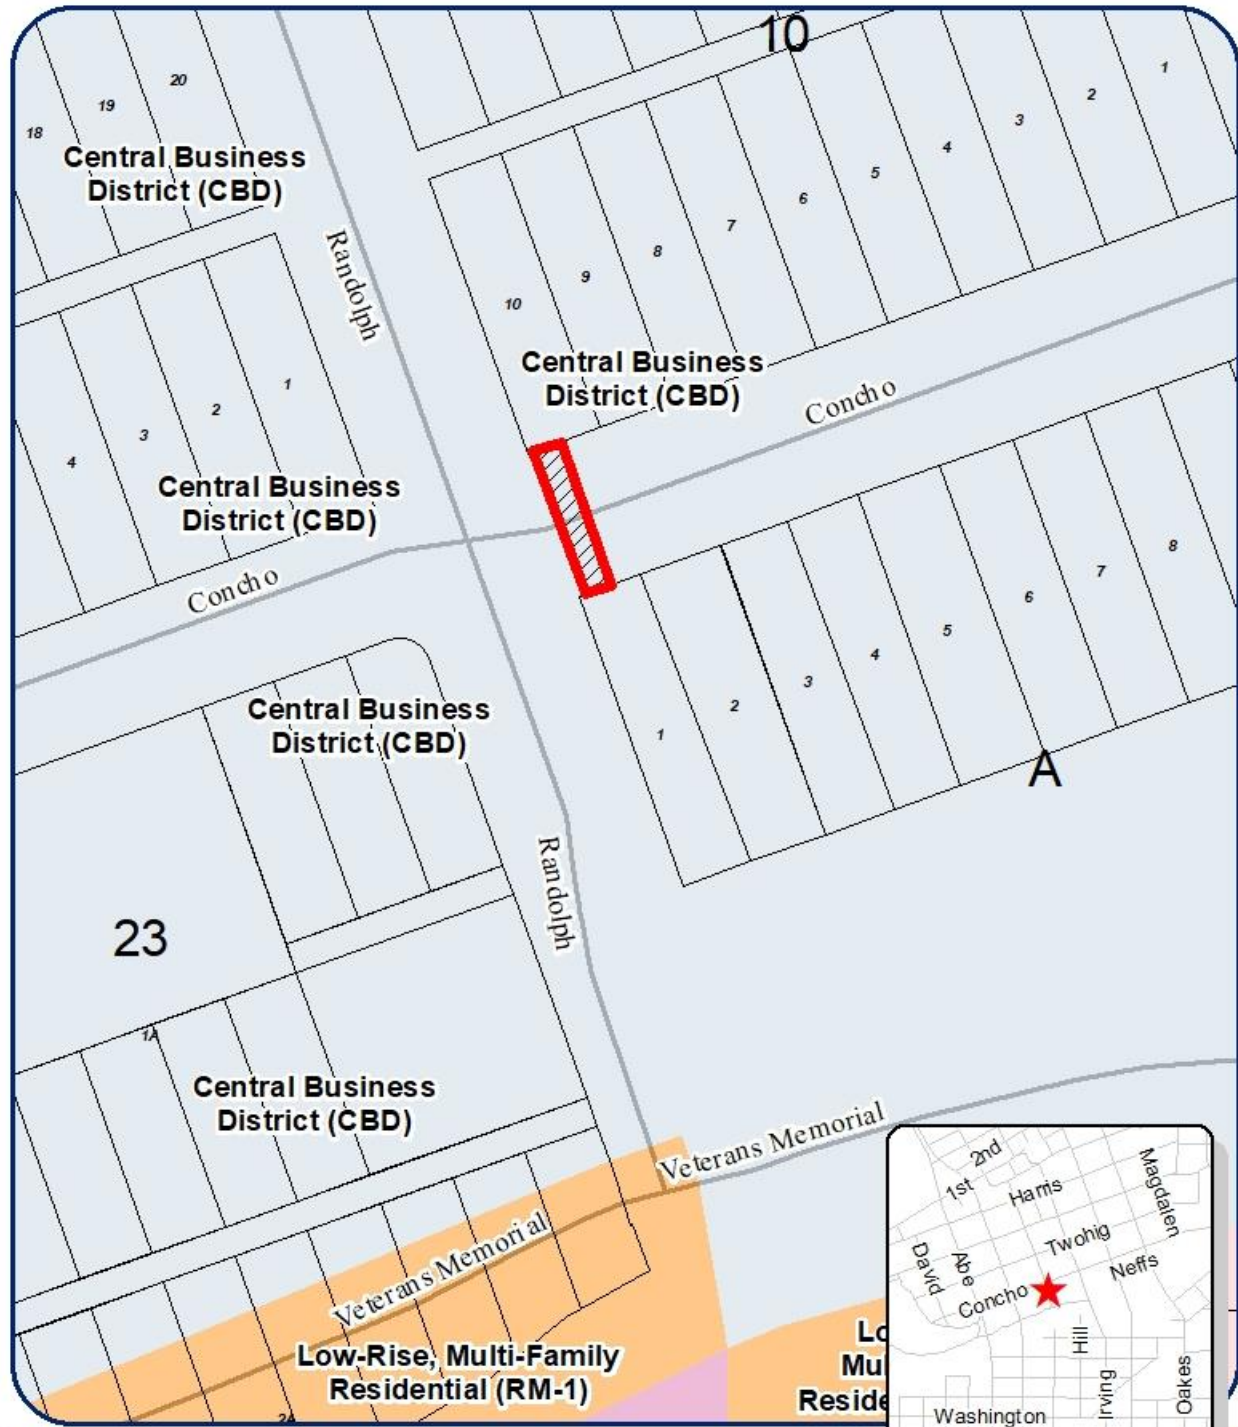 10
20
19
18
1
2
3
4
5
6
7
8
9
10
Central Business
District (CBD)
Randolph
Central Business
District (CBD)
Concho
1
2
3
4
Central Business
District (CBD)
Concho
8
7
6
5
4
3
2
1
A
Central Business
District (CBD)
Randolph
23
1A
Central Business
District (CBD)
Veterans Memorial
Veterans Memorial
Low-Rise, Multi-Family
Residential (RM-1)
Lo
Mul
Reside
2nd
1st
Harris
Magdalen
Twohig
Neffs
David
Abe
Concho
Hill
Irving
Oakes
Washington